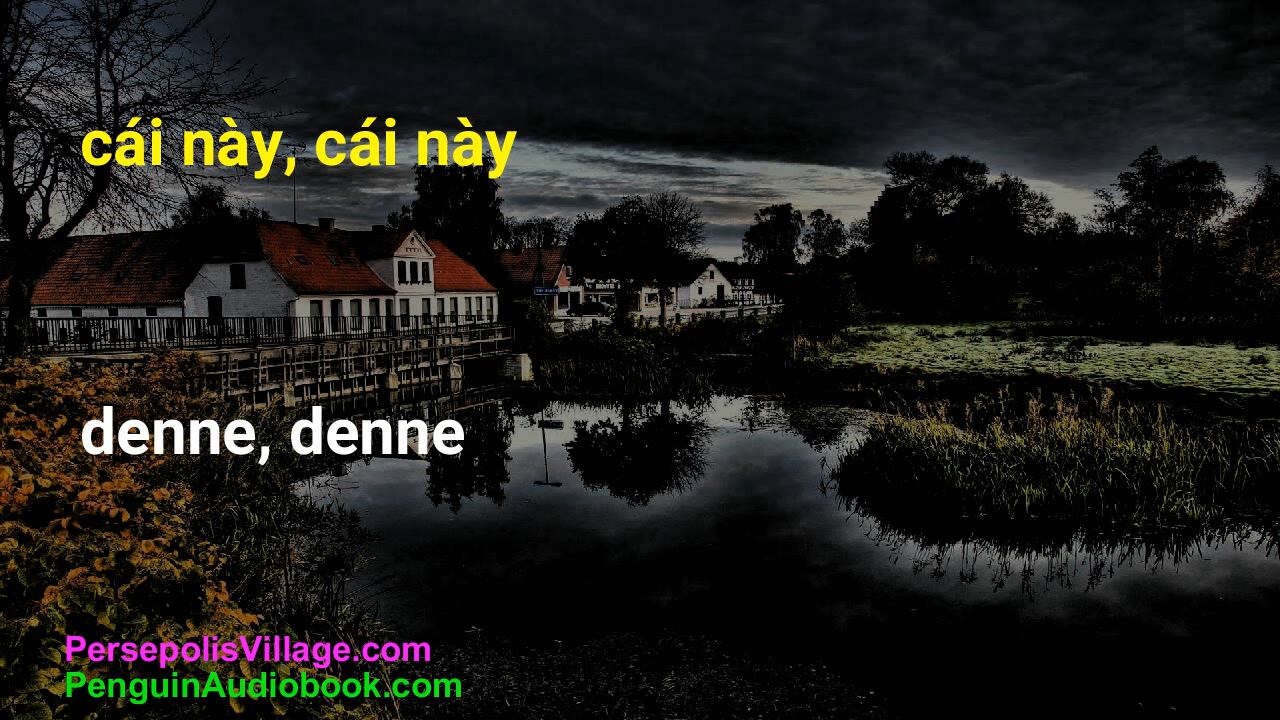 cái này, cái này
denne, denne
PersepolisVillage.com
PenguinAudiobook.com